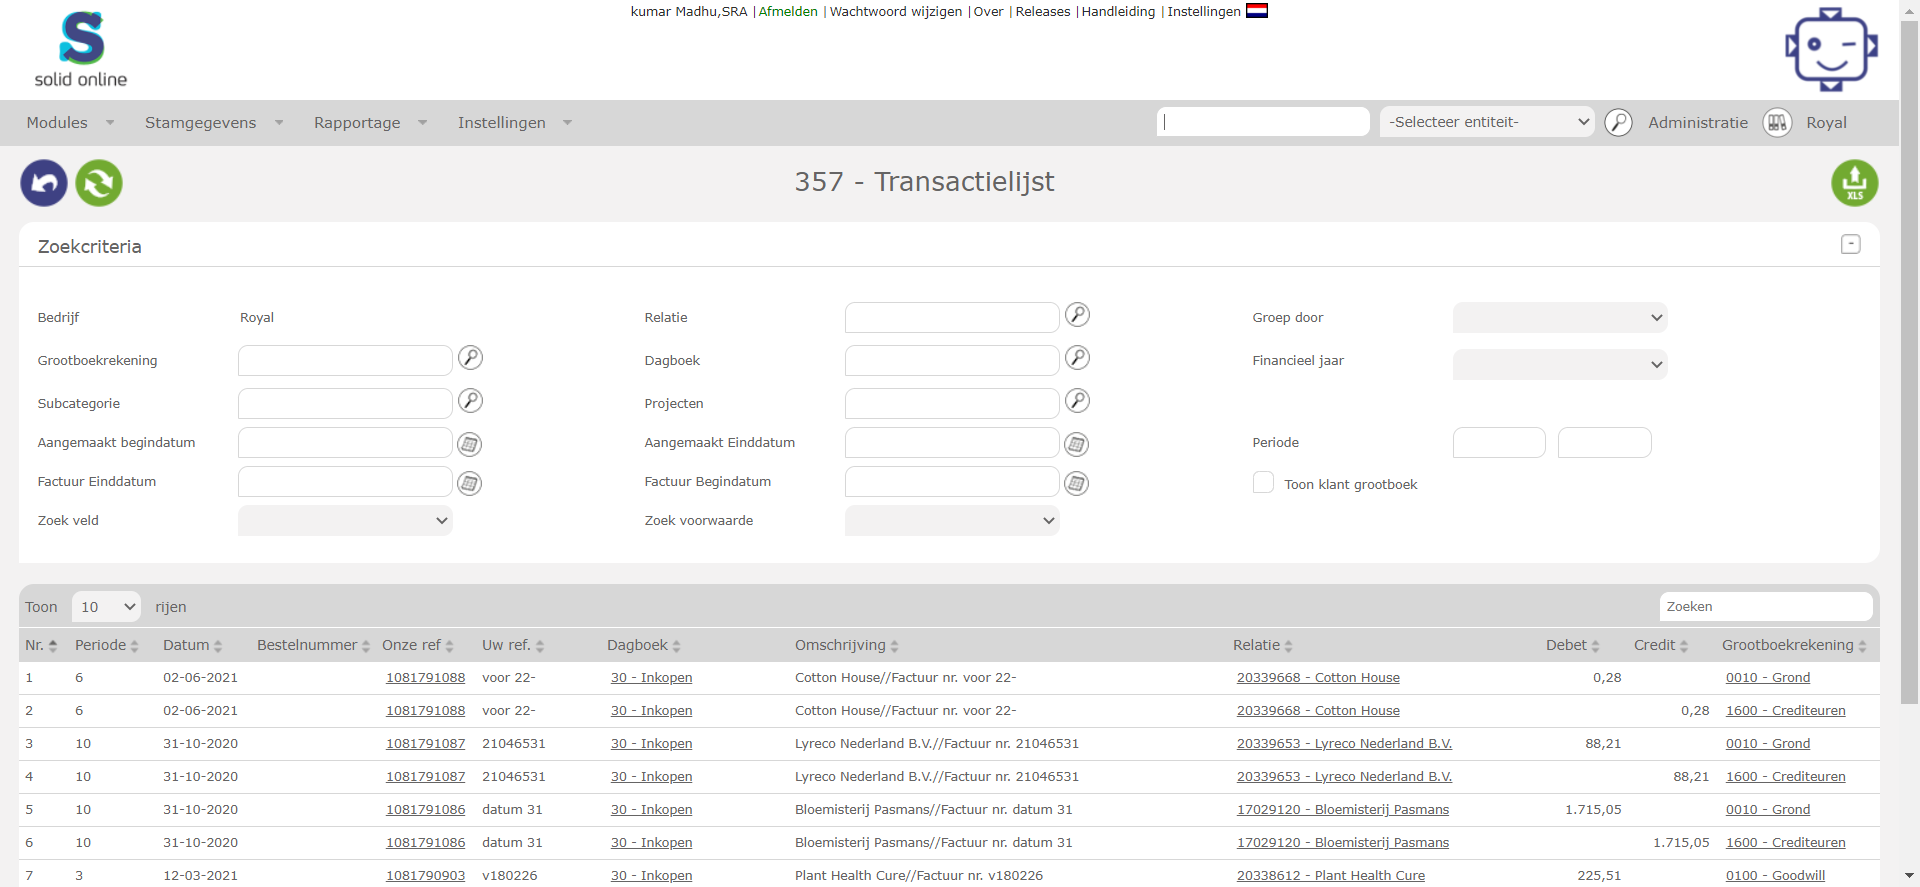 kumar Madhu,SRA |Afmelden |Wachtwoord wijzigen |Over |Releases |Handleiding |Instellingen
solid online
Modules Stamgegevens Rapportage Instellingen -Selecteer entiteit- Administratie Royal
357 - Transactielijst
XLS
Zoekcriteria -
Bedrijf Royal Relatie Groep door
Grootboekrekening Dagboek Financieel jaar
Subcategorie Projecten
Aangemaakt begindatum Aangemaakt Einddatum Periode
Factuur Einddatum Factuur Begindatum Toon klant grootboek
Zoek veld Zoek voorwaarde
Toon 10 rijen Zoeken
Nr. Periode Datum Bestelnummer Onze ref Uw ref. Dagboek Omschrijving Relatie Debet Credit Grootboekrekening
1 6 02-06-2021 1081791088 voor 22- 30 - Inkopen Cotton House//Factuur nr. voor 22- 20339668 - Cotton House 0,28 0010 - Grond
2 6 02-06-2021 1081791088 voor 22- 30 - Inkopen Cotton House//Factuur nr. voor 22- 20339668 - Cotton House 0,28 1600 - Crediteuren
3 10 31-10-2020 1081791087 21046531 30 - Inkopen Lyreco Nederland B.V.//Factuur nr. 21046531 20339653 - Lyreco Nederland B.V. 88,21 0010 - Grond
4 10 31-10-2020 1081791087 21046531 30 - Inkopen Lyreco Nederland B.V.//Factuur nr. 21046531 20339653 - Lyreco Nederland B.V. 88,21 1600 - Crediteuren
5 10 31-10-2020 1081791086 datum 31 30 - Inkopen Bloemisterij Pasmans//Factuur nr. datum 31 17029120 - Bloemisterij Pasmans 1.715,05 0010 - Grond
6 10 31-10-2020 1081791086 datum 31 30 - Inkopen Bloemisterij Pasmans//Factuur nr. datum 31 17029120 - Bloemisterij Pasmans 1.715,05 1600 - Crediteuren
7 3 12-03-2021 1081790903 v180226 30 - Inkopen Plant Health Cure//Factuur nr. v180226 20338612 - Plant Health Cure 225,51 0100 - Goodwill